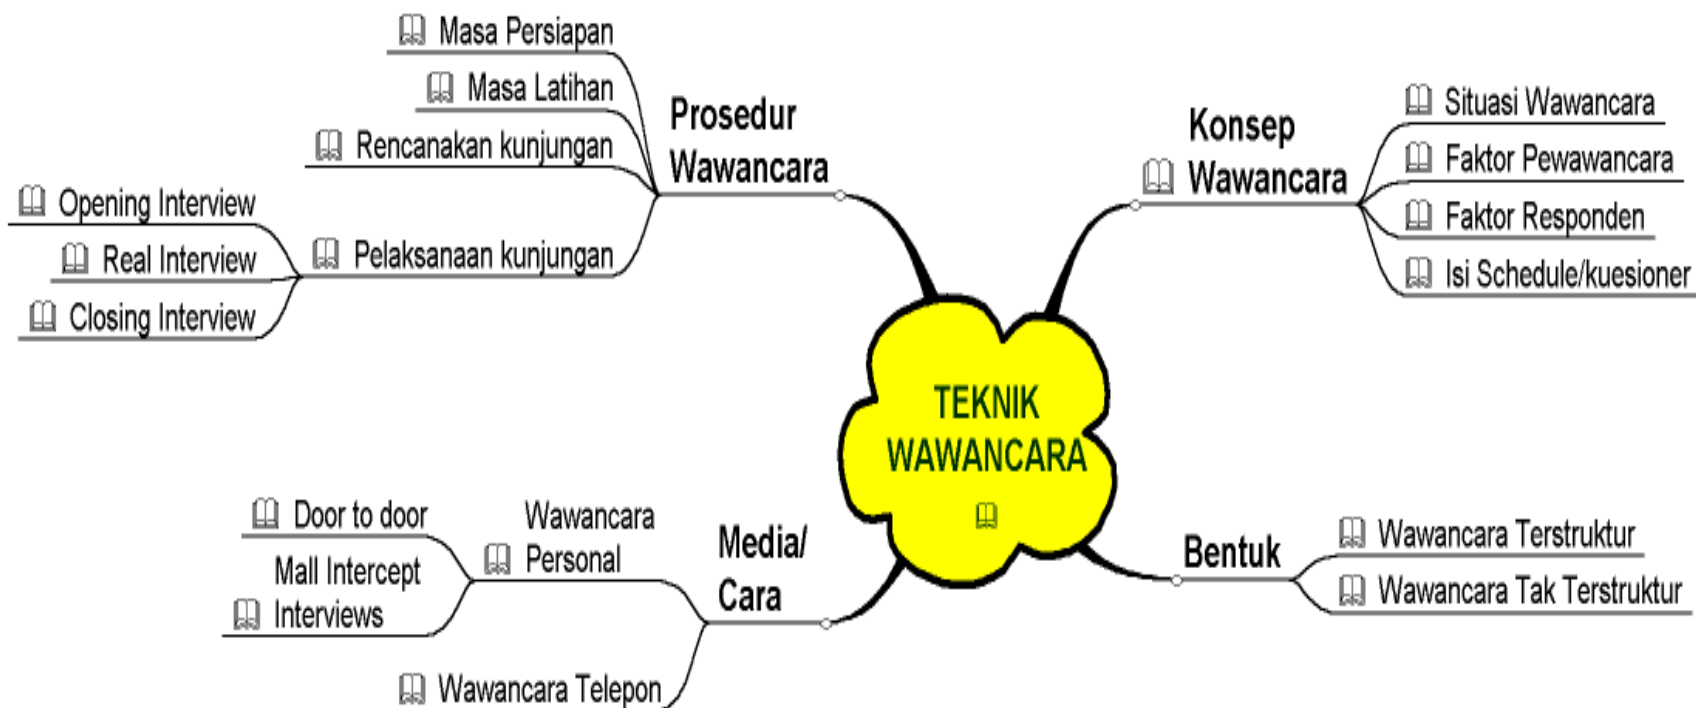 Masa Persiapan
Masa Latihan
Rencanakan kunjungan
Prosedur
Wawancara
Opening Interview
Real Interview
Closing Interview
Pelaksanaan kunjungan
Konsep
Wawancara
Situasi Wawancara
Faktor Pewawancara
Faktor Responden
Isi Schedule/kuesioner
TEKNIK
WAWANCARA
Door to door
Mall Intercept
Interviews
Wawancara
Personal
Media/
Cara
Wawancara Telepon
Bentuk
Wawancara Terstruktur
Wawancara Tak Terstruktur